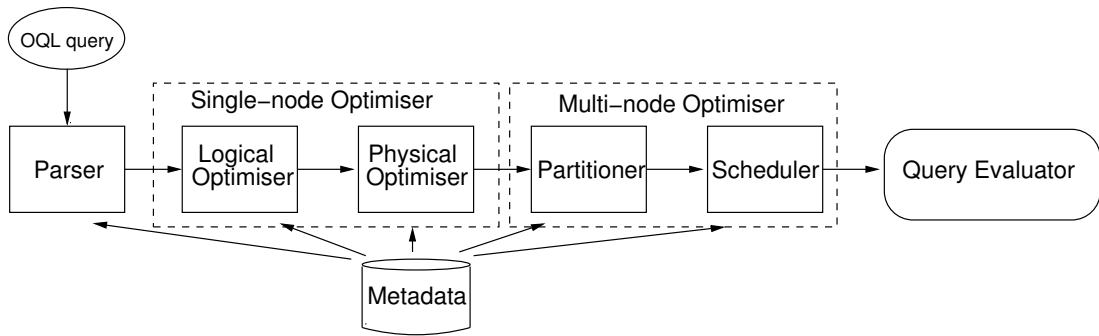 OQL query
Single−node Optimiser
Multi−node Optimiser
Parser
Logical
Optimiser
Physical
Optimiser
Partitioner
Scheduler
Query Evaluator
Metadata